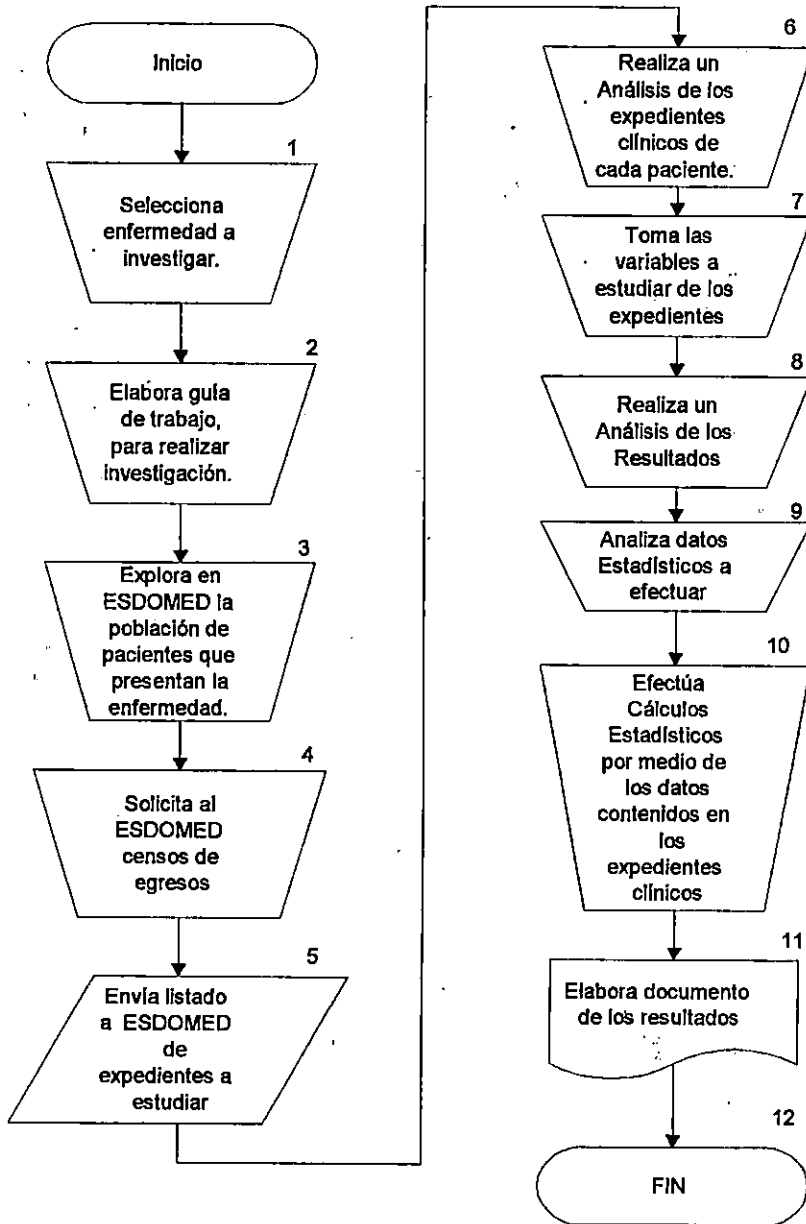 Inicio
1
Selecciona
enfermedad a
investigar.
2
Elabora guía
de trabajo,
para realizar
investigación.
3
Explora en
ESDOMED la
población de
pacientes que
presentan la
enfermedad.
4
Solicita al
ESDOMED
censos de
egresos
5
Envía listado
a ESDOMED
de
expedientes a
estudiar
6
Realiza un
Análisis de los
expedientes
clínicos de
cada paciente.
7
Toma las
variables a
estudiar de los
expedientes
8
Realiza un
Análisis de los
Resultados
9
Analiza datos
Estadísticos a
efectuar
10
Efectúa
Cálculos
Estadísticos
por medio de
los datos
contenidos en
los
expedientes
clínicos
11
Elabora documento
de los resultados
12
FIN